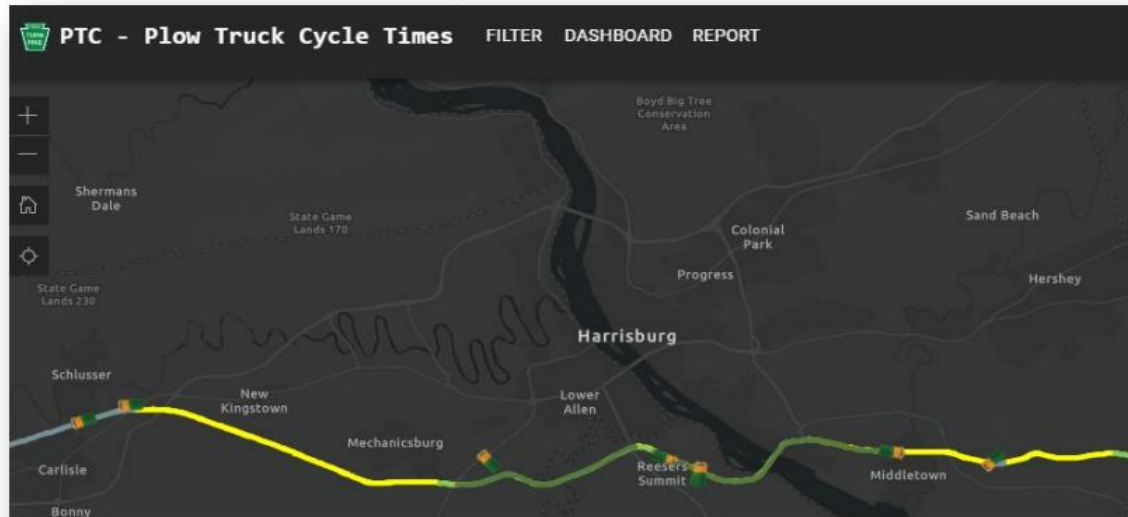 TURN
PIKE
PTC - Plow Truck Cycle Times
FILTER
DASHBOARD
REPORT
Boyd Big Tree
Conservation
Area
Shermans
Dale
State Game
Lands 170
Sand Beach
Colonial
Park
Progress
Hershey
State Game
Lands 230
Harrisburg
Schlusser
New
Kingstown
Lower
Allen
Mechanicsburg
Carlisle
Reesers
Summit
Middletown
Bonny